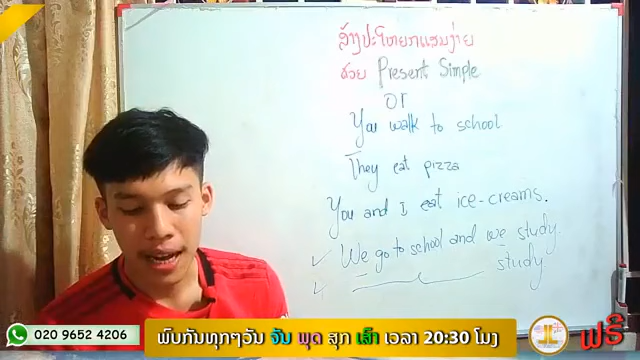 ສ້າງປະໂຫຍກແສນງ່າຍ
ດ້ວຍ Present Simple
or
You walk to school
They eat pizza
You and I eat ice-creams.
✓ We go to school and we study.
study
020 9652 4206
ພົບກັນທຸກໆວັນ ຈັນ ພຸດ ສຸກ ເສົາ ເວລາ 20:30 ໂມງ
ຟຣີ